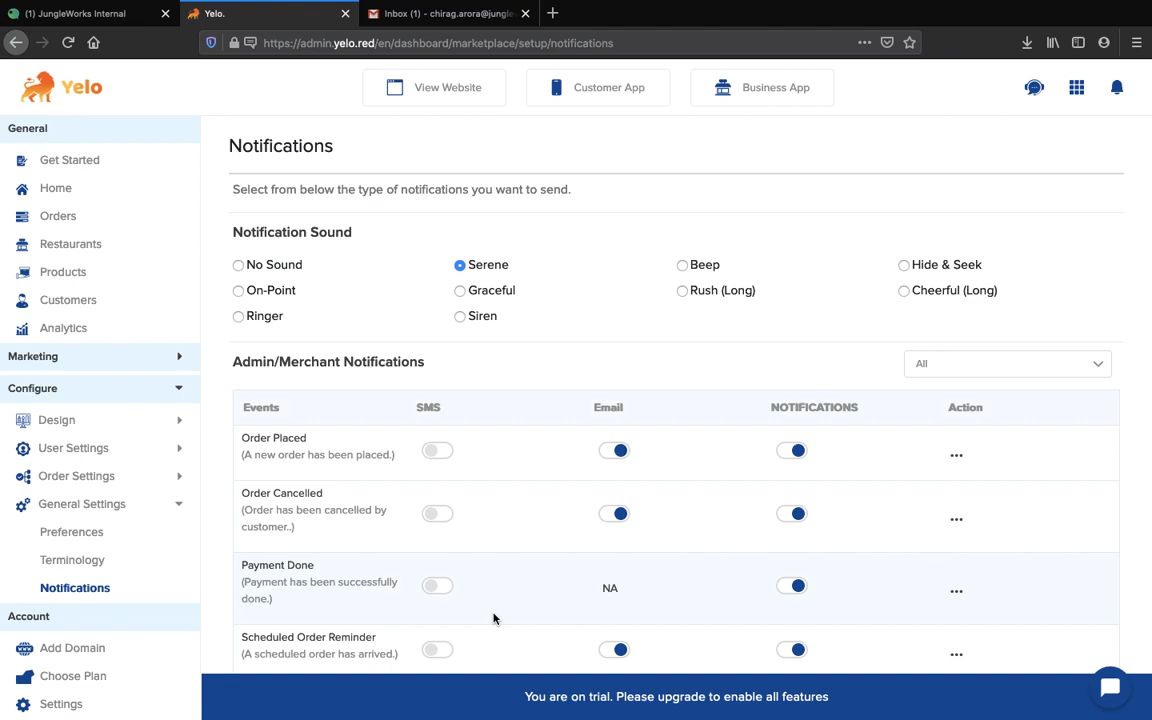 (1) JungleWorks Internal
Yelo.
Inbox (1) - chirag.arora@jungle
https://admin.yelo.red/en/dashboard/marketplace/setup/notifications
Yelo
View Website
Customer App
Business App
General
Get Started
Home
Orders
Restaurants
Products
Customers
Analytics
Marketing
Configure
Design
User Settings
Order Settings
General Settings
Preferences
Terminology
Notifications
Account
Add Domain
Choose Plan
Settings
Notifications
Select from below the type of notifications you want to send.
Notification Sound
No Sound
Serene
Beep
Hide & Seek
On-Point
Graceful
Rush (Long)
Cheerful (Long)
Ringer
Siren
Admin/Merchant Notifications
All
Events
SMS
Email
NOTIFICATIONS
Action
Order Placed
(A new order has been placed.)
Order Cancelled
(Order has been cancelled by
customer..)
Payment Done
(Payment has been successfully
done.)
NA
Scheduled Order Reminder
(A scheduled order has arrived.)
You are on trial. Please upgrade to enable all features